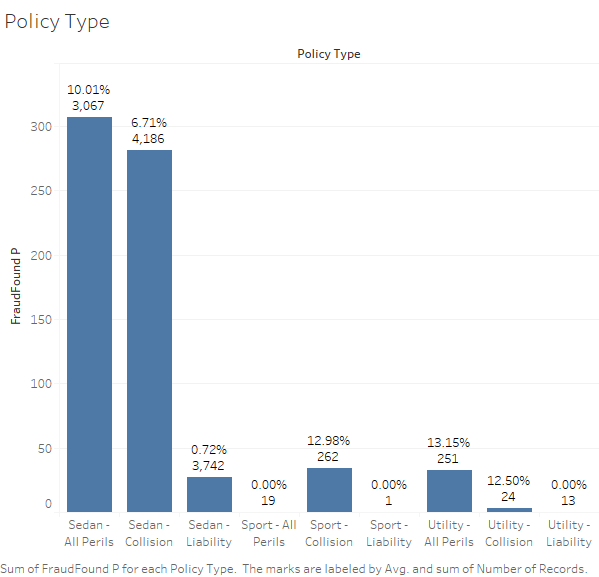 Policy Type
Policy Type
FraudFound P
300
250
200
150
100
50
0
10.01%
3,067
6.71%
4,186
0.72%
3,742
0.00%
19
12.98%
262
0.00%
1
13.15%
251
12.50%
24
0.00%
13
Sedan -
All Perils
Sedan -
Collision
Sedan -
Liability
Sport - All
Perils
Sport -
Collision
Sport -
Liability
Utility -
All Perils
Utility -
Collision
Utility -
Liability
Sum of FraudFound P for each Policy Type. The marks are labeled by Avg. and sum of Number of Records.